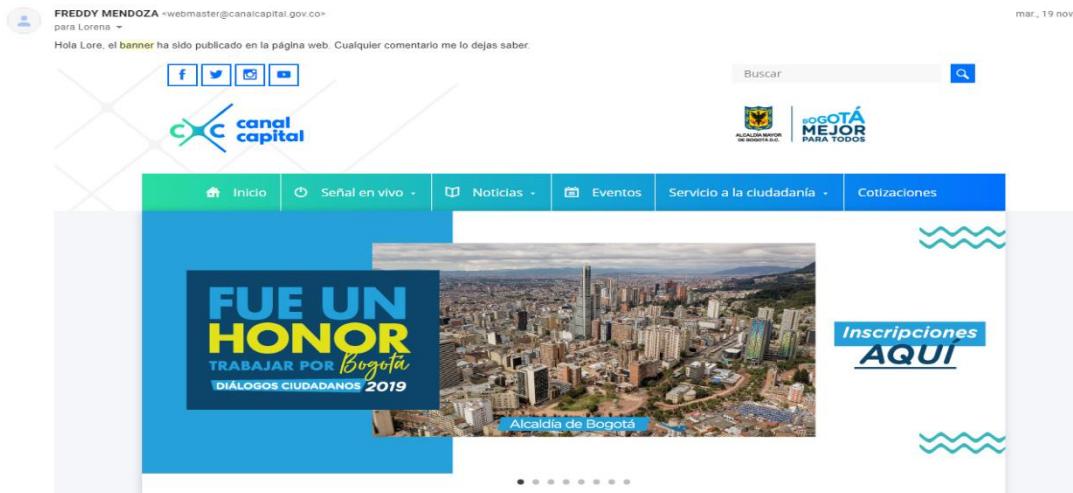 FREDDY MENDOZA <webmaster@canalcapital.gov.co>
mar., 19 nov
para Lorena
Hola Lore, el banner ha sido publicado en la página web. Cualquier comentario me lo dejas saber.
Buscar
canal
capital
ALCALDÍA MAYOR
DE BOGOTÁ D.C.
BOGOTÁ
MEJOR
PARA TODOS
Inicio
Señal en vivo
Noticias
Eventos
Servicio a la ciudadanía
Cotizaciones
FUE UN
HONOR
TRABAJAR POR Bogotá
DIÁLOGOS CIUDADANOS 2019
Alcaldía de Bogotá
Inscripciones
AQUÍ